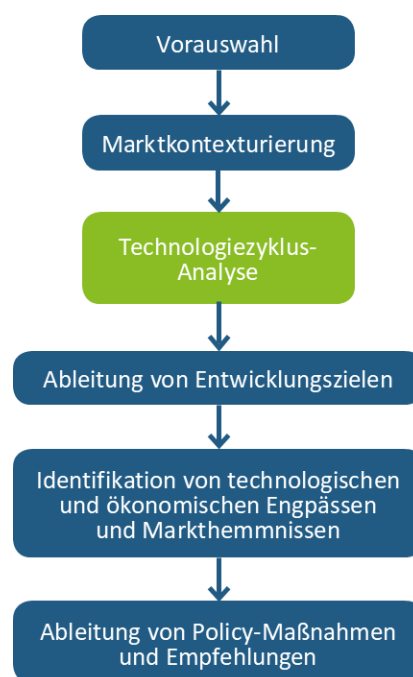 Vorauswahl
Marktkontexturierung
Technologiezyklus-
Analyse
Ableitung von Entwicklungszielen
Identifikation von technologischen
und ökonomischen Engpässen
und Markthemmnissen
Ableitung von Policy-Maßnahmen
und Empfehlungen